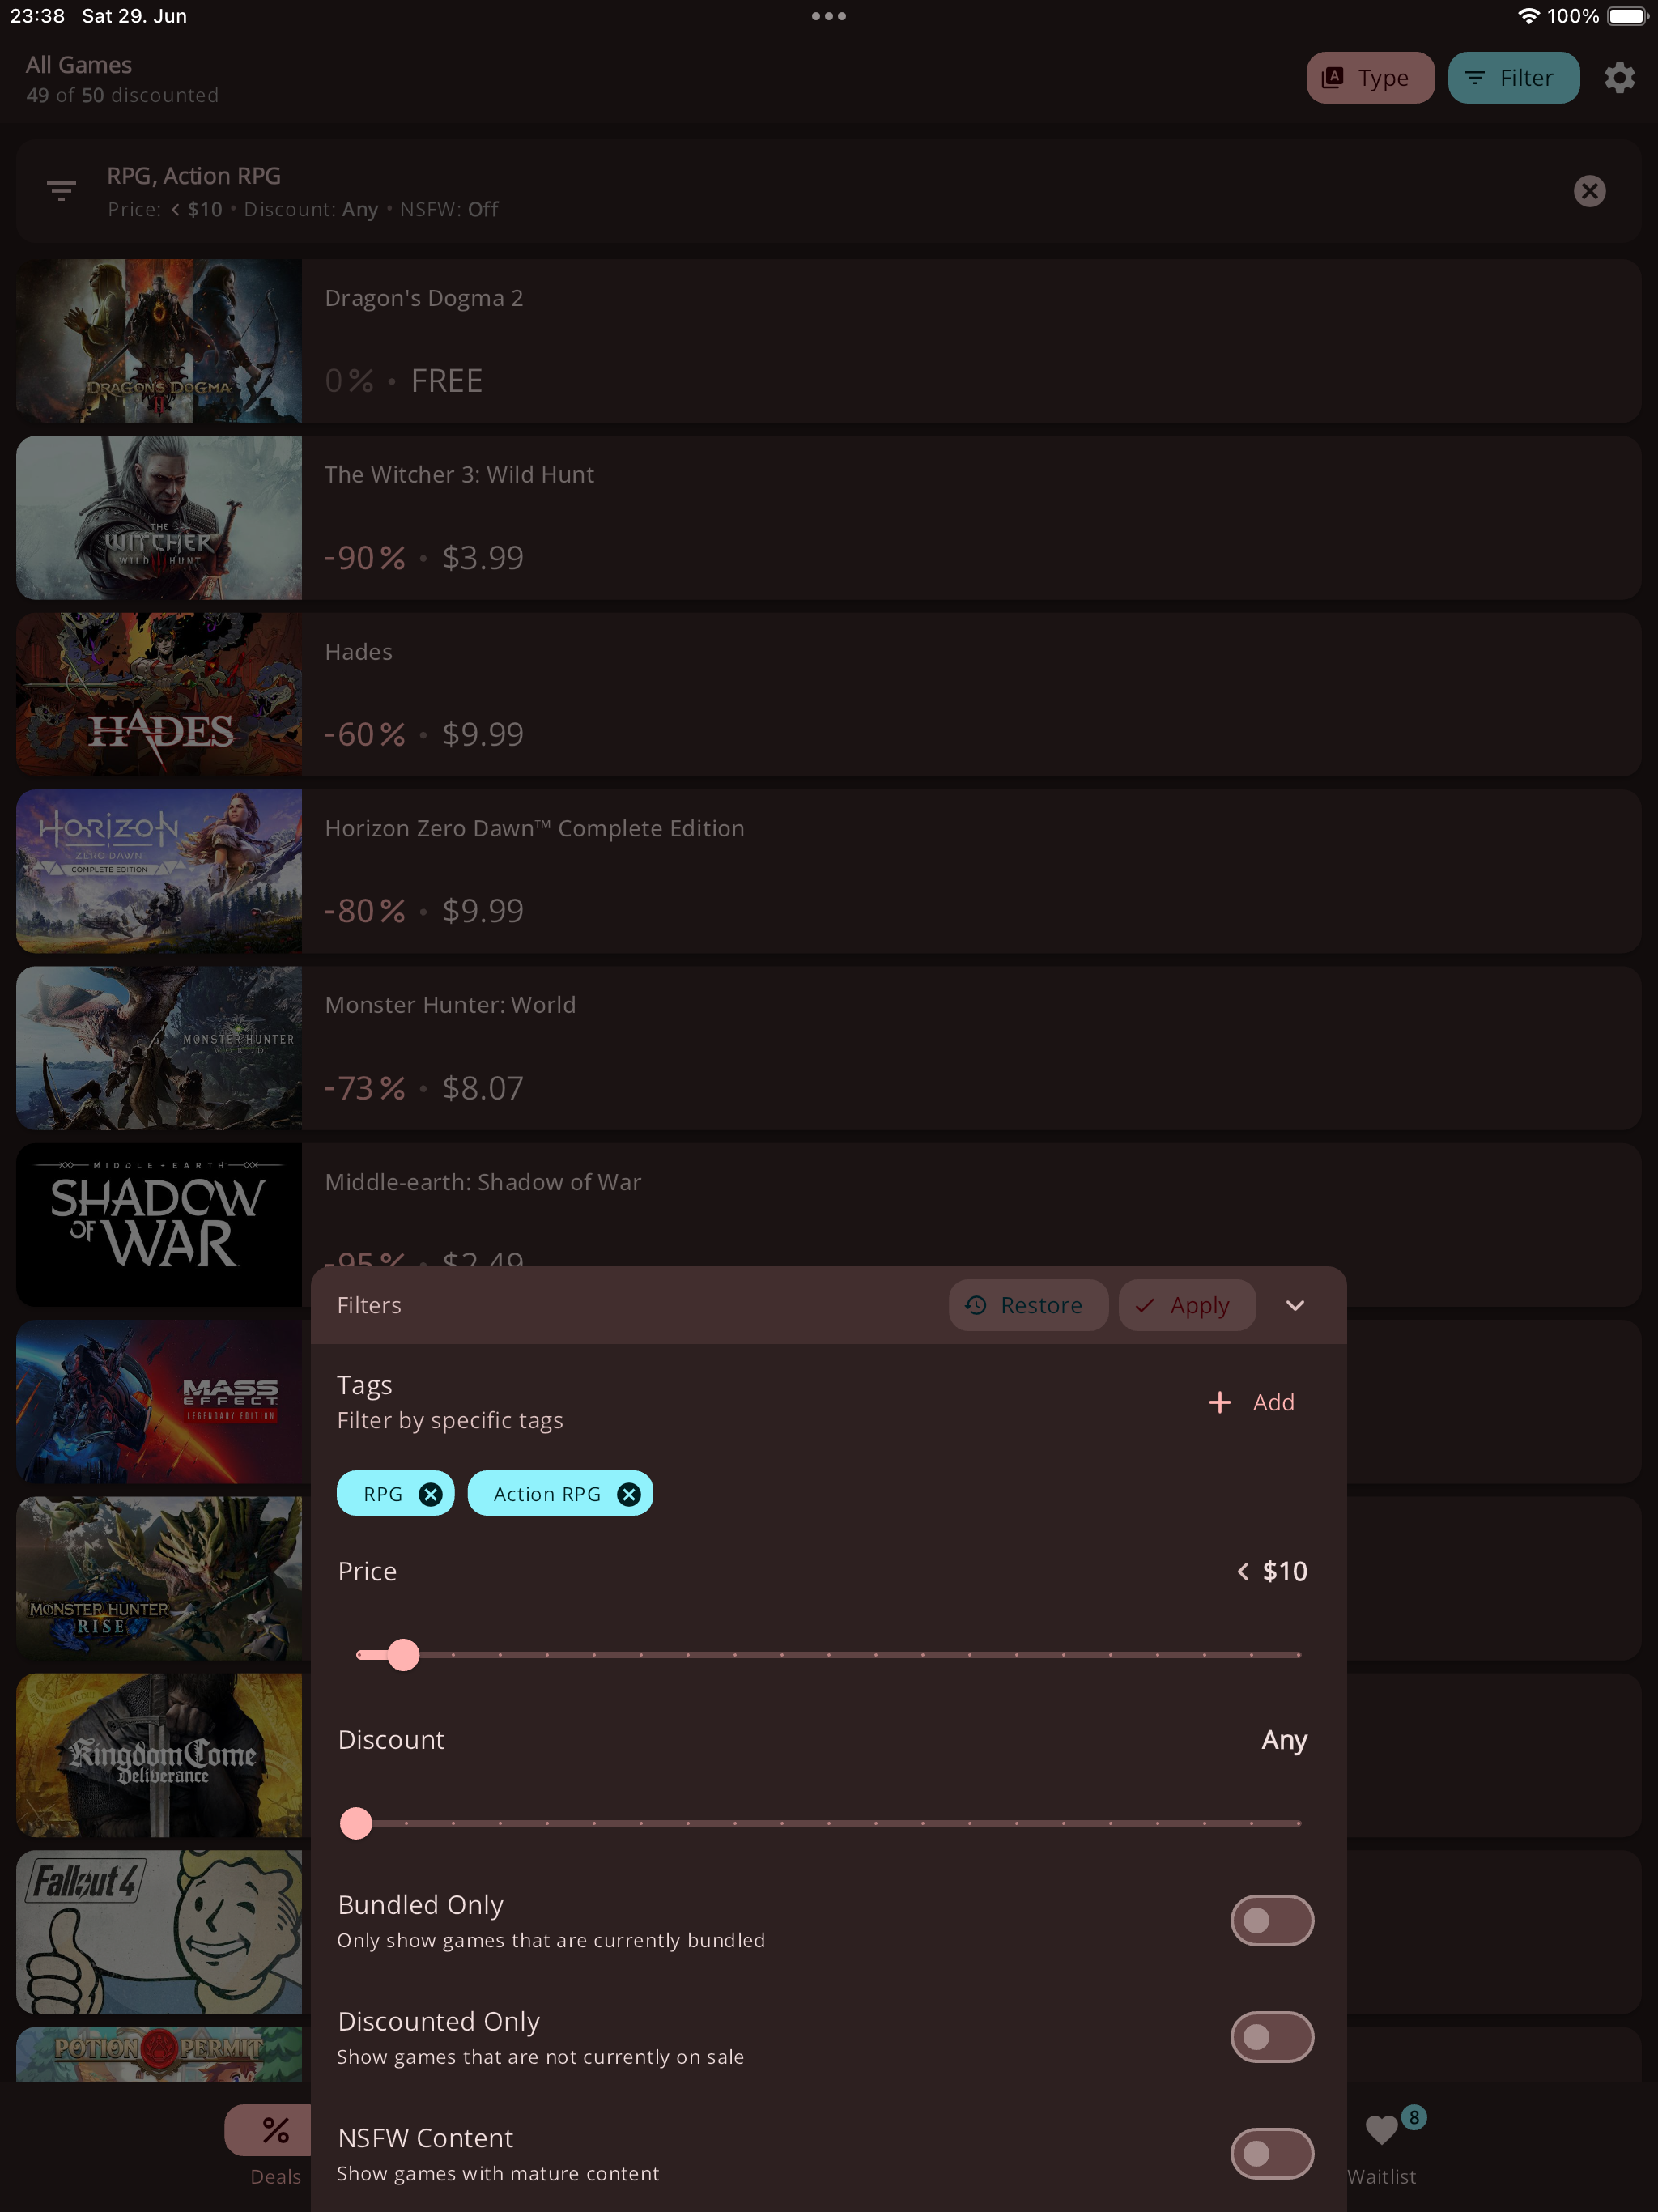 23:38 Sat 29. Jun
100%
All Games
49 of 50 discounted
Type
Filter
RPG, Action RPG
Price: < $10 • Discount: Any • NSFW: Off
DRAGON'S DOGMA
II
Dragon's Dogma 2
0% • FREE
THE
WITCHER
WILD HUNT
The Witcher 3: Wild Hunt
-90% • $3.99
HADES
Hades
-60% • $9.99
HORIZON
ZERO DAWN
COMPLETE EDITION
Horizon Zero Dawn™ Complete Edition
-80% • $9.99
MONSTER HUNTER
WORLD
Monster Hunter: World
-73% • $8.07
MIDDLE-EARTH
SHADOW
OF
WAR
Middle-earth: Shadow of War
-95% • $2.49
Filters
Restore
Apply
MASS
EFFECT
LEGENDARY EDITION
Tags
Filter by specific tags
Add
RPG
Action RPG
MONSTER HUNTER
RISE
Price
< $10
Kingdom Come
Deliverance
Discount
Any
Fallout 4
Bundled Only
Only show games that are currently bundled
Discounted Only
Show games that are not currently on sale
POTION PERMIT
NSFW Content
Show games with mature content
Deals
8
Waitlist